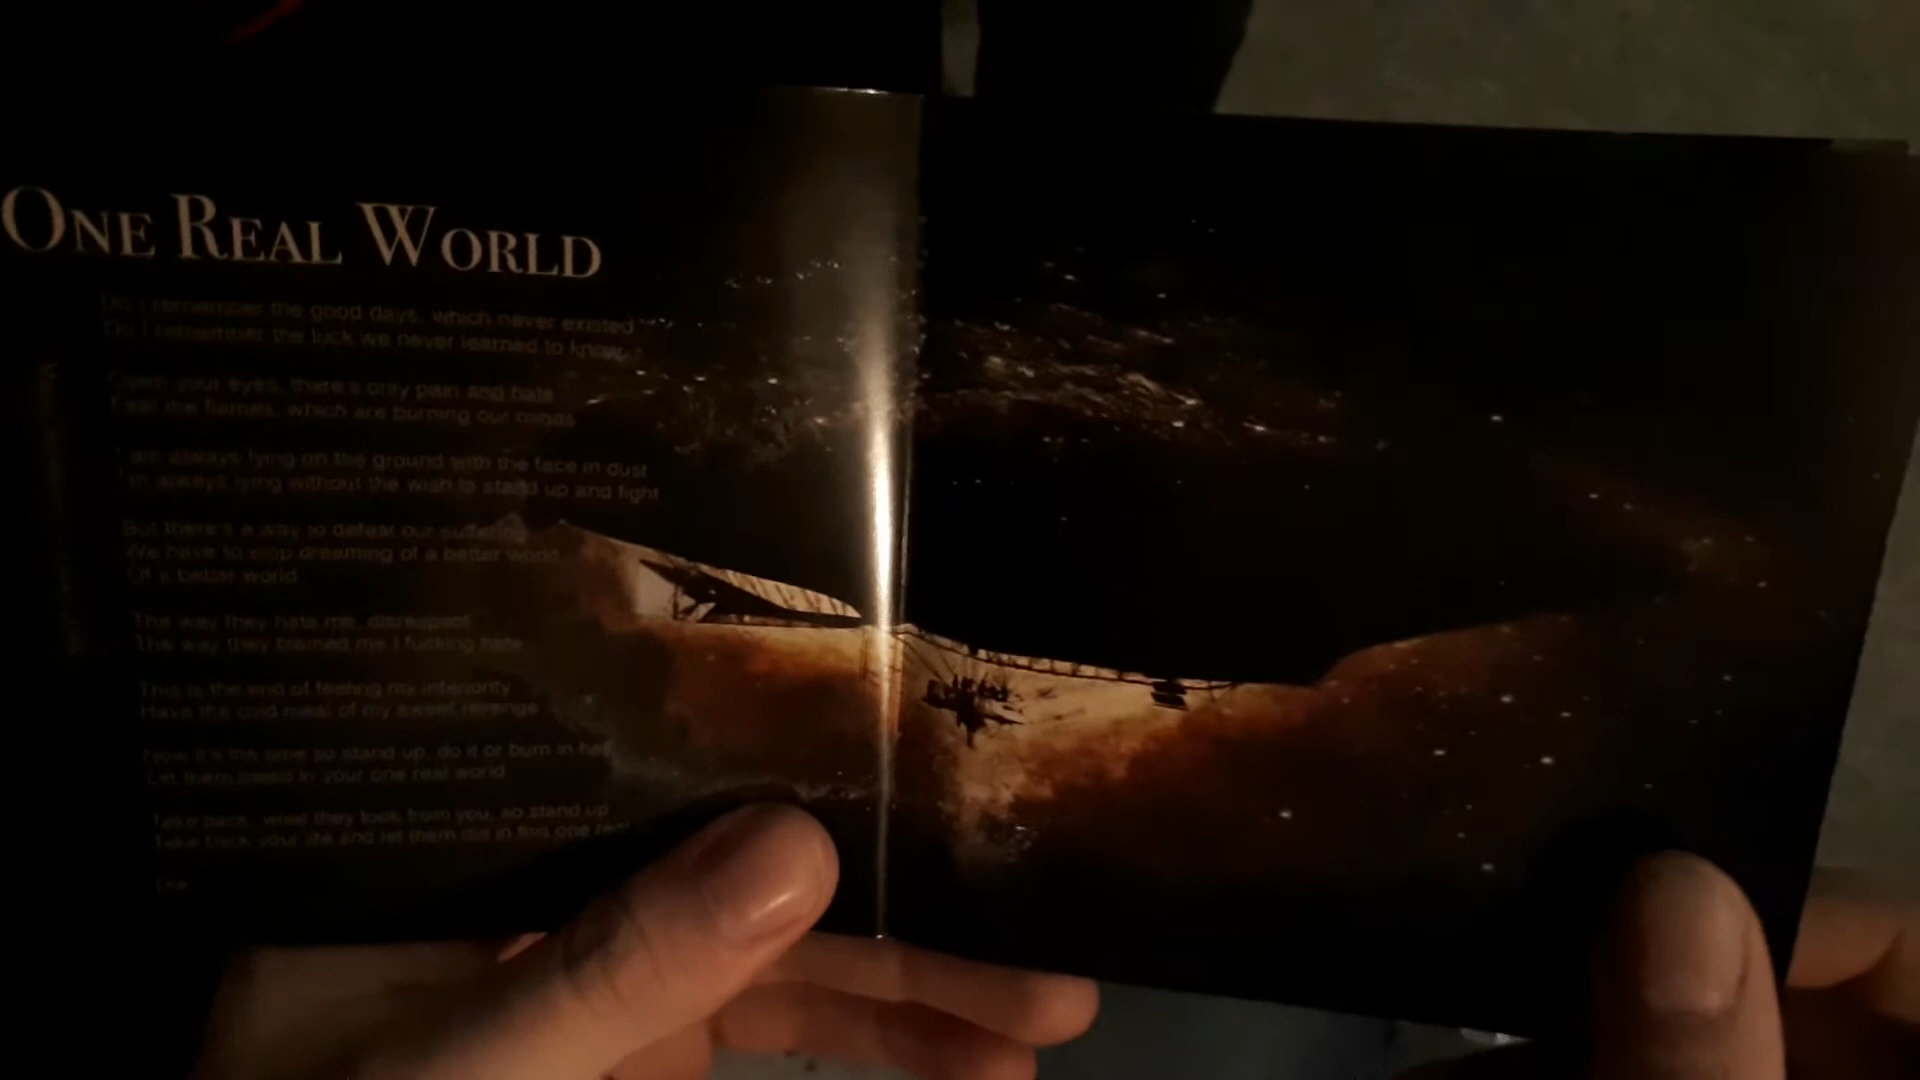 ONE REAL WORLD
Do I remember the good days, which never existed
Do I remember the luck we never learned to know
Open your eyes, there's only pain and hate
Feel the flames, which are burning our minds
I am always lying on the ground with the face in dust
I'm always lying without the wish to stand up and fight
But there's a way to defeat our suffering
We have to stop dreaming of a better world
Of a better world
The way they hate me, disrespect
The way they blamed me I fucking hate
This is the end of feeling my inferiority
Have the cold meal of my sweet revenge
Now it's the time so stand up, do it or burn in hell
Let them bleed in your one real world
Take back, what they took from you, so stand up
Take back your life and let them die in this one real